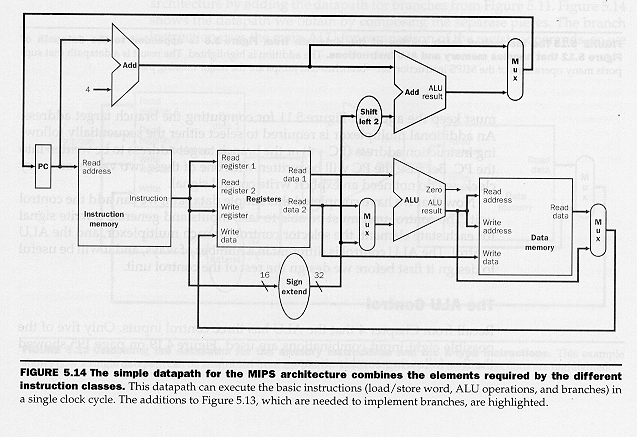 Add
4
PC
Read
address
Instruction
Instruction
memory
Read
register 1
Read
register 2
Registers
Write
register
Write
data
Read
data 1
Read
data 2
16
Sign
extend
32
Shift
left 2
Add
ALU
result
M
u
x
M
u
x
Zero
ALU
ALU
result
Read
address
Write
address
Write
data
Read
data
Data
memory
M
u
x
FIGURE 5.14 The simple datapath for the MIPS architecture combines the elements required by the different
instruction classes. This datapath can execute the basic instructions (load/store word, ALU operations, and branches) in
a single clock cycle. The additions to Figure 5.13, which are needed to implement branches, are highlighted.